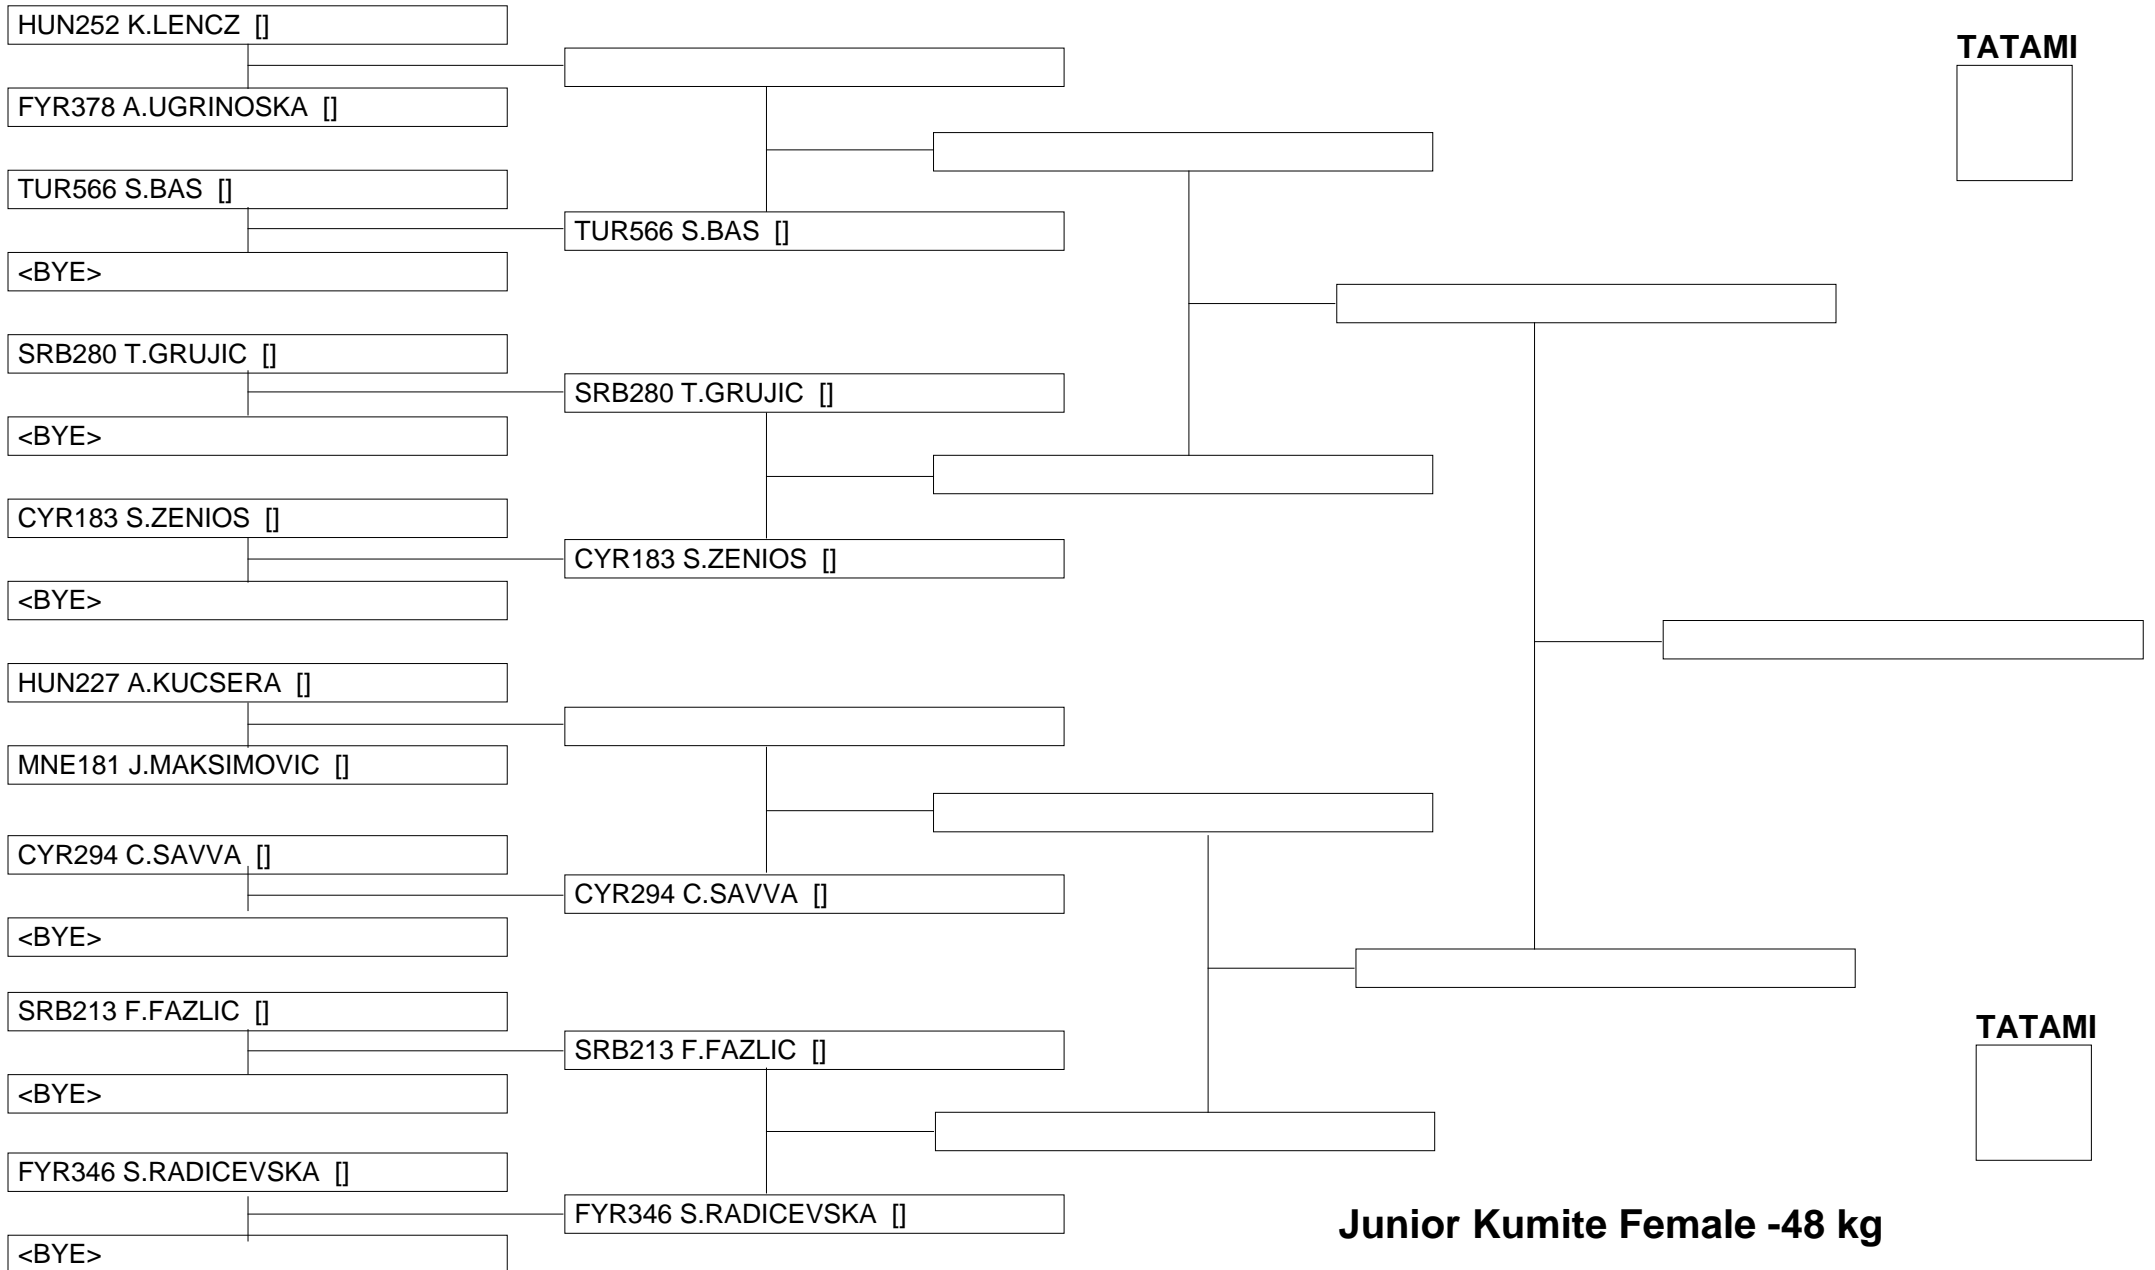 HUN252 K.LENCZ []
TATAMI
FYR378 A.UGRINOSKA []
TUR566 S.BAS []
TUR566 S.BAS []
<BYE>
SRB280 T.GRUJIC []
SRB280 T.GRUJIC []
<BYE>
CYR183 S.ZENIOS []
CYR183 S.ZENIOS []
<BYE>
HUN227 A.KUCSERA []
MNE181 J.MAKSIMOVIC []
CYR294 C.SAVVA []
CYR294 C.SAVVA []
<BYE>
SRB213 F.FAZLIC []
TATAMI
SRB213 F.FAZLIC []
<BYE>
FYR346 S.RADICEVSKA []
FYR346 S.RADICEVSKA []
Junior Kumite Female -48 kg
<BYE>